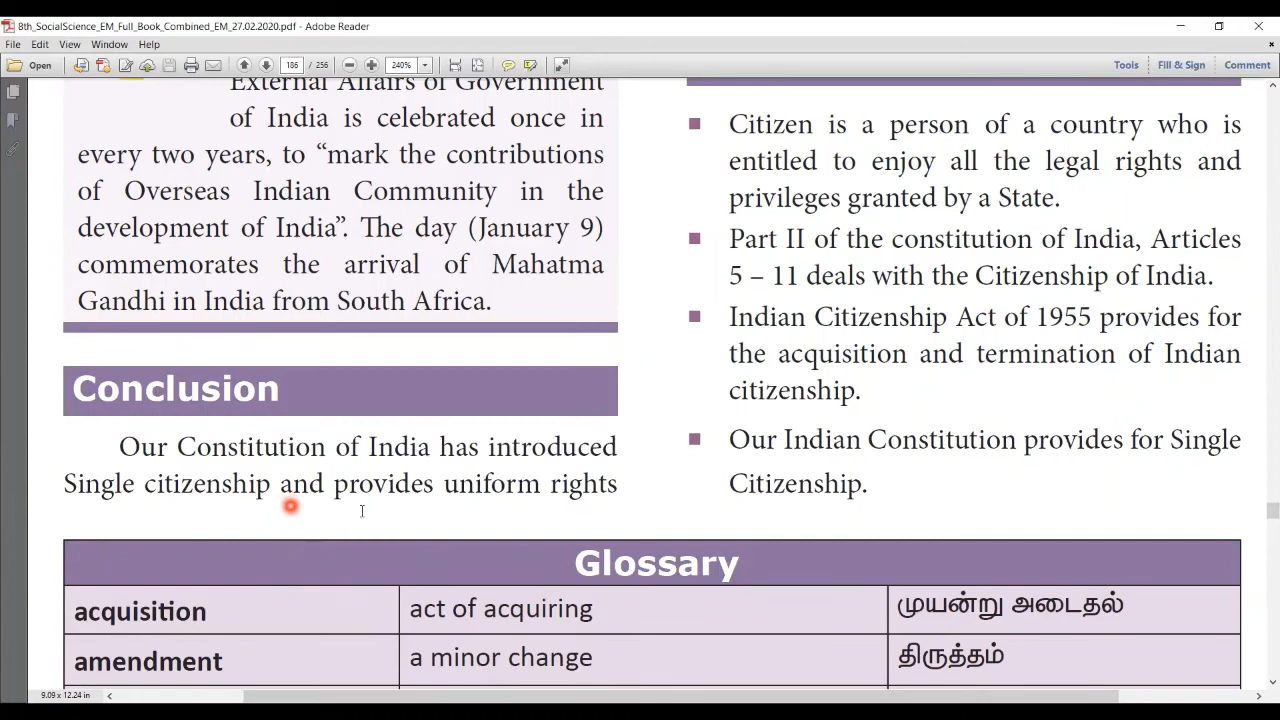 8th_SocialScience_EM_Full_Book_Combined_EM_27.02.2020.pdf - Adobe Reader
File Edit View Window Help
Open 186 / 256 240% Tools Fill & Sign Comment
External Affairs of Government
of India is celebrated once in
every two years, to “mark the contributions
of Overseas Indian Community in the
development of India”. The day (January 9)
commemorates the arrival of Mahatma
Gandhi in India from South Africa.
Conclusion
Our Constitution of India has introduced
Single citizenship and provides uniform rights
■ Citizen is a person of a country who is
entitled to enjoy all the legal rights and
privileges granted by a State.
■ Part II of the constitution of India, Articles
5 – 11 deals with the Citizenship of India.
■ Indian Citizenship Act of 1955 provides for
the acquisition and termination of Indian
citizenship.
■ Our Indian Constitution provides for Single
Citizenship.
Glossary
acquisition act of acquiring முயன்று அடைதல்
amendment a minor change திருத்தம்
9.09 x 12.24 in